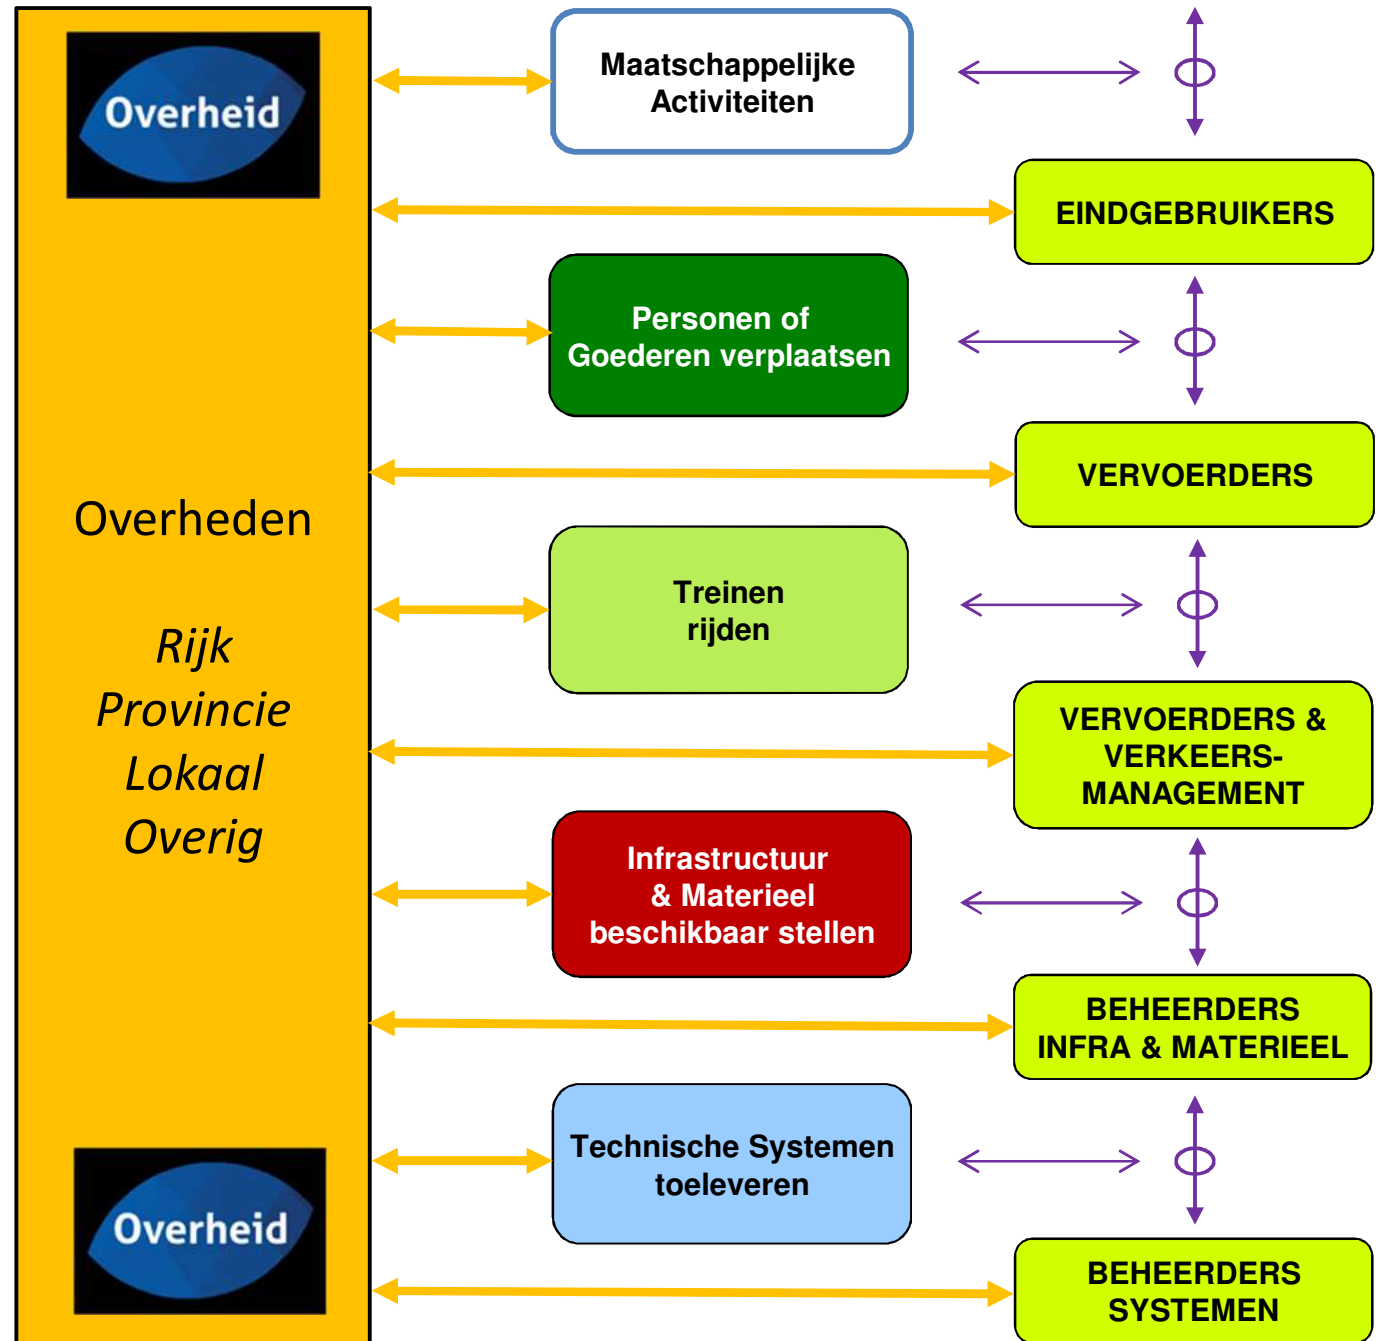 Overheid
Overheden
Rijk
Provincie
Lokaal
Overig
Overheid
Maatschappelijke
Activiteiten
EINDGEBRUIKERS
Personen of
Goederen verplaatsen
VERVOERDERS
Treinen
rijden
VERVOERDERS &
VERKEERS-
MANAGEMENT
Infrastructuur
& Materieel
beschikbaar stellen
BEHEERDERS
INFRA & MATERIEEL
Technische Systemen
toeleveren
BEHEERDERS
SYSTEMEN